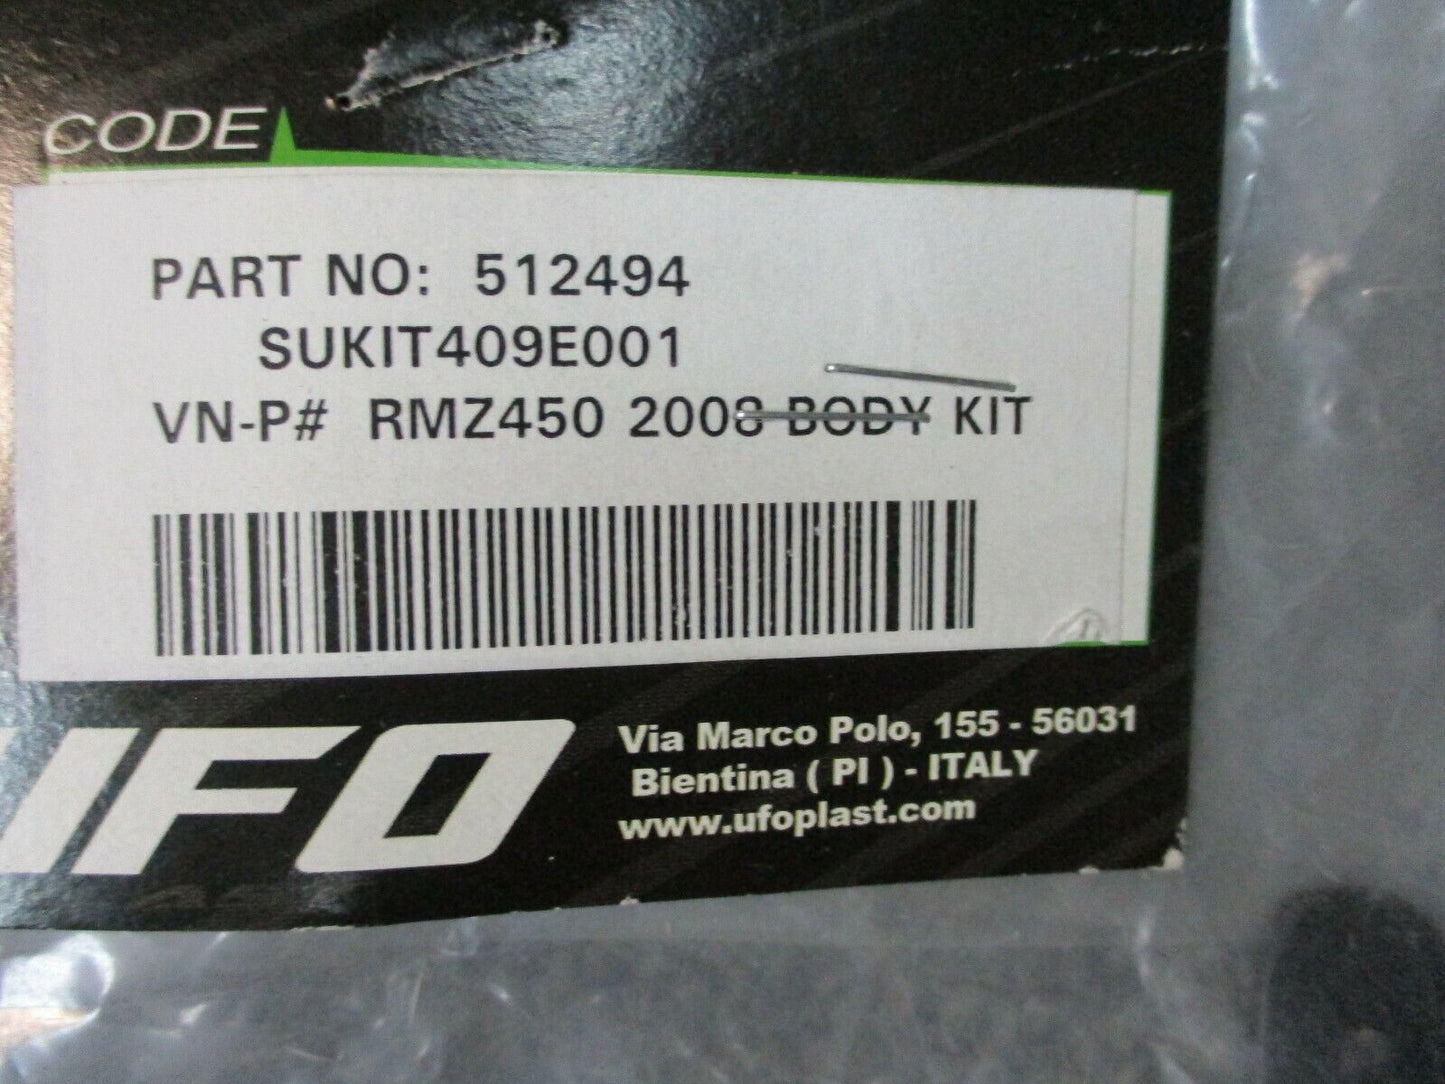 CODE
PART NO: 512494
SUKIT409E001
VN-P# RMZ450 2008 BODY KIT
UFO
Via Marco Polo, 155 - 56031
Bientina ( PI ) - ITALY
www.ufoplast.com